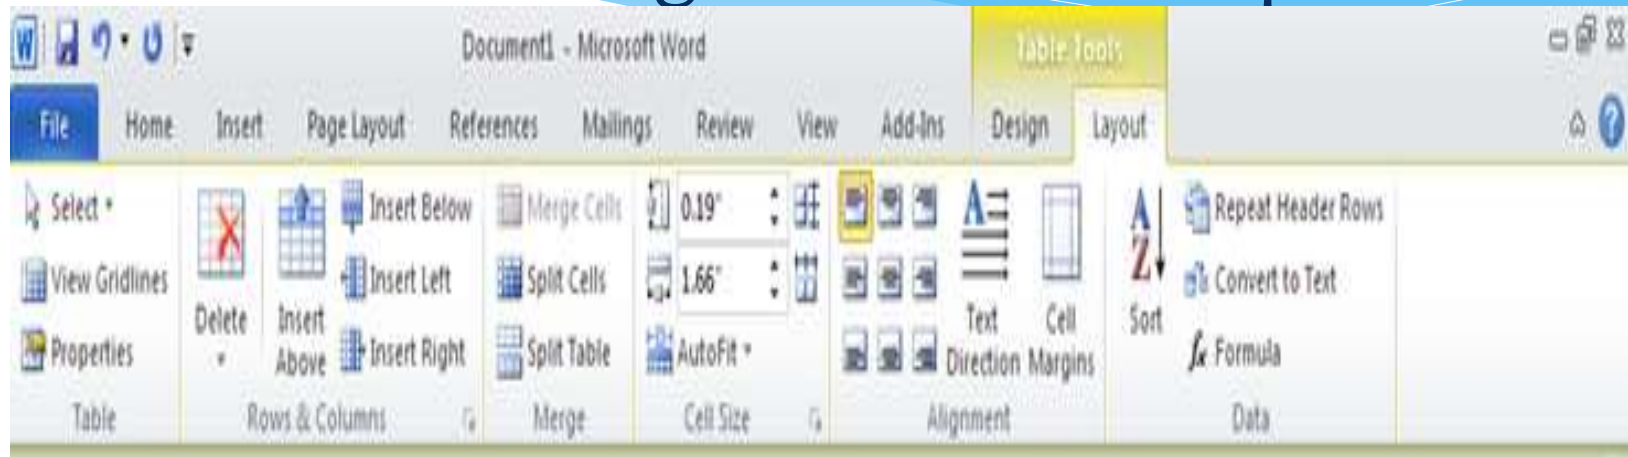 Document1 - Microsoft Word
Table Tools
File Home Insert Page Layout References Mailings Review View Add-Ins Design Layout
Select
View Gridlines
Properties
Table
Delete
Insert Above
Insert Below
Insert Left
Insert Right
Rows & Columns
Merge Cells
Split Cells
Split Table
Merge
0.19"
1.66"
AutoFit
Cell Size
Text Direction
Cell Margins
Alignment
Sort
Repeat Header Rows
Convert to Text
Formula
Data